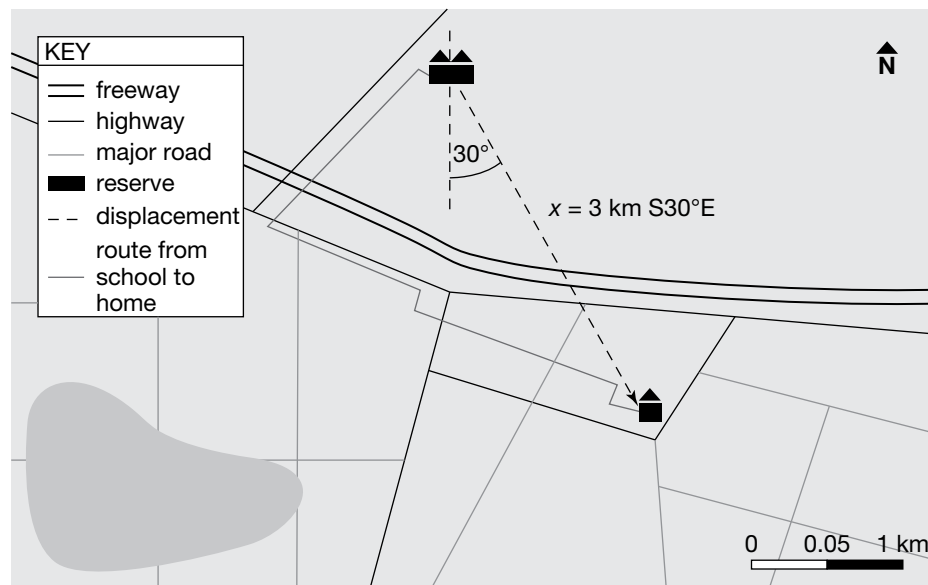 KEY
freeway
highway
major road
reserve
displacement
route from
school to
home
N
30°
x = 3 km S30°E
0 0.05 1 km